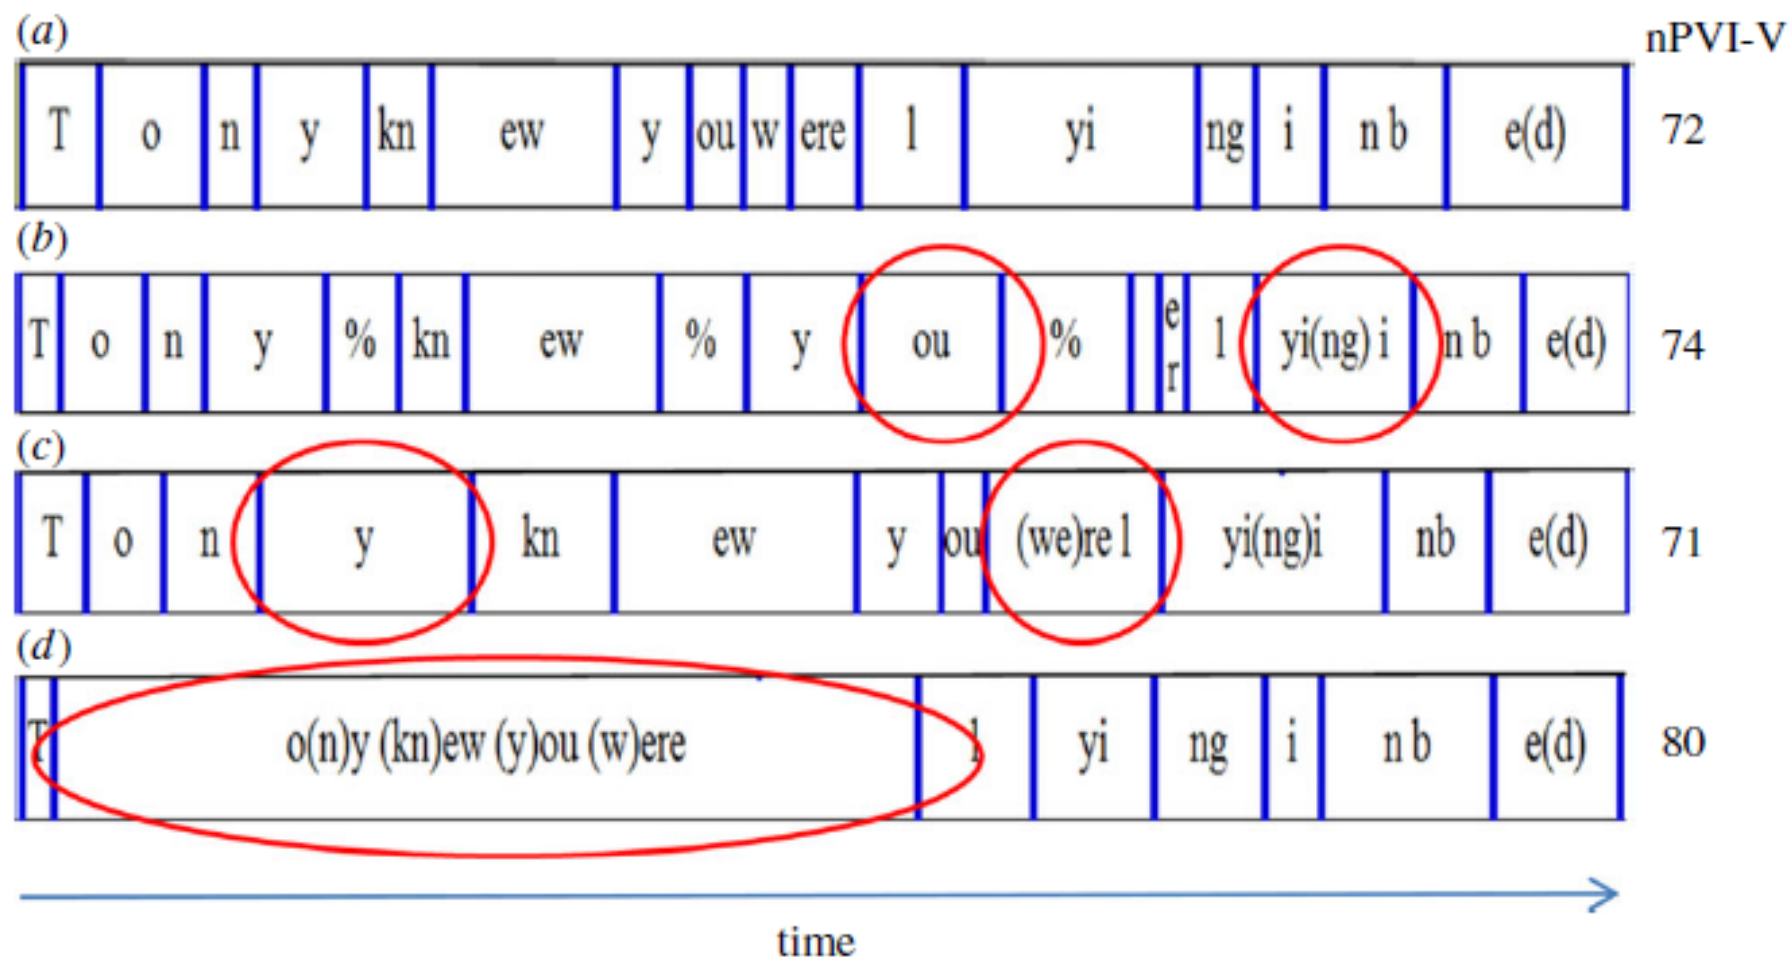 (a) nPVI-V
T o n y kn ew y ou w ere l yi ng i n b e(d) 72
(b)
T o n y % kn ew % y ou % er l yi(ng) i n b e(d) 74
(c)
T o n y kn ew y ou (we)re l yi(ng)i nb e(d) 71
(d)
T o(n)y (kn)ew (y)ou (w)ere l yi ng i n b e(d) 80
time